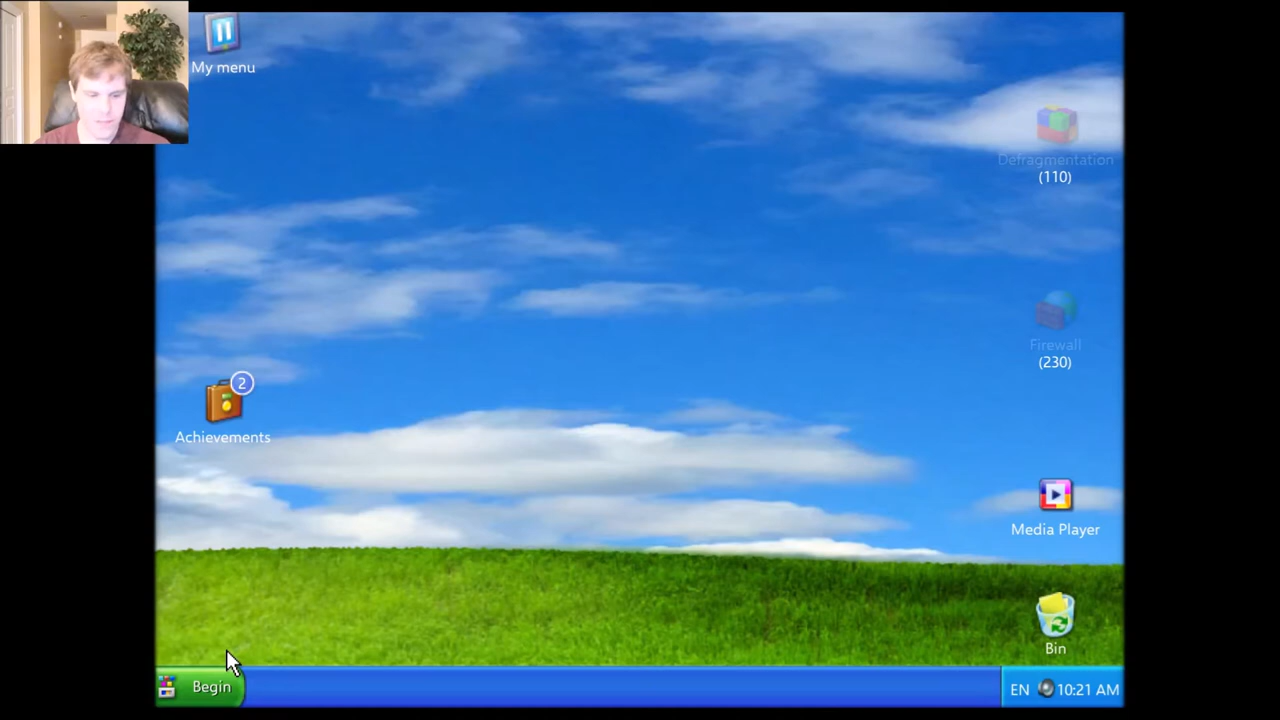 My menu
Defragmentation
(110)
Firewall
(230)
2
Achievements
Media Player
Bin
Begin
EN 10:21 AM